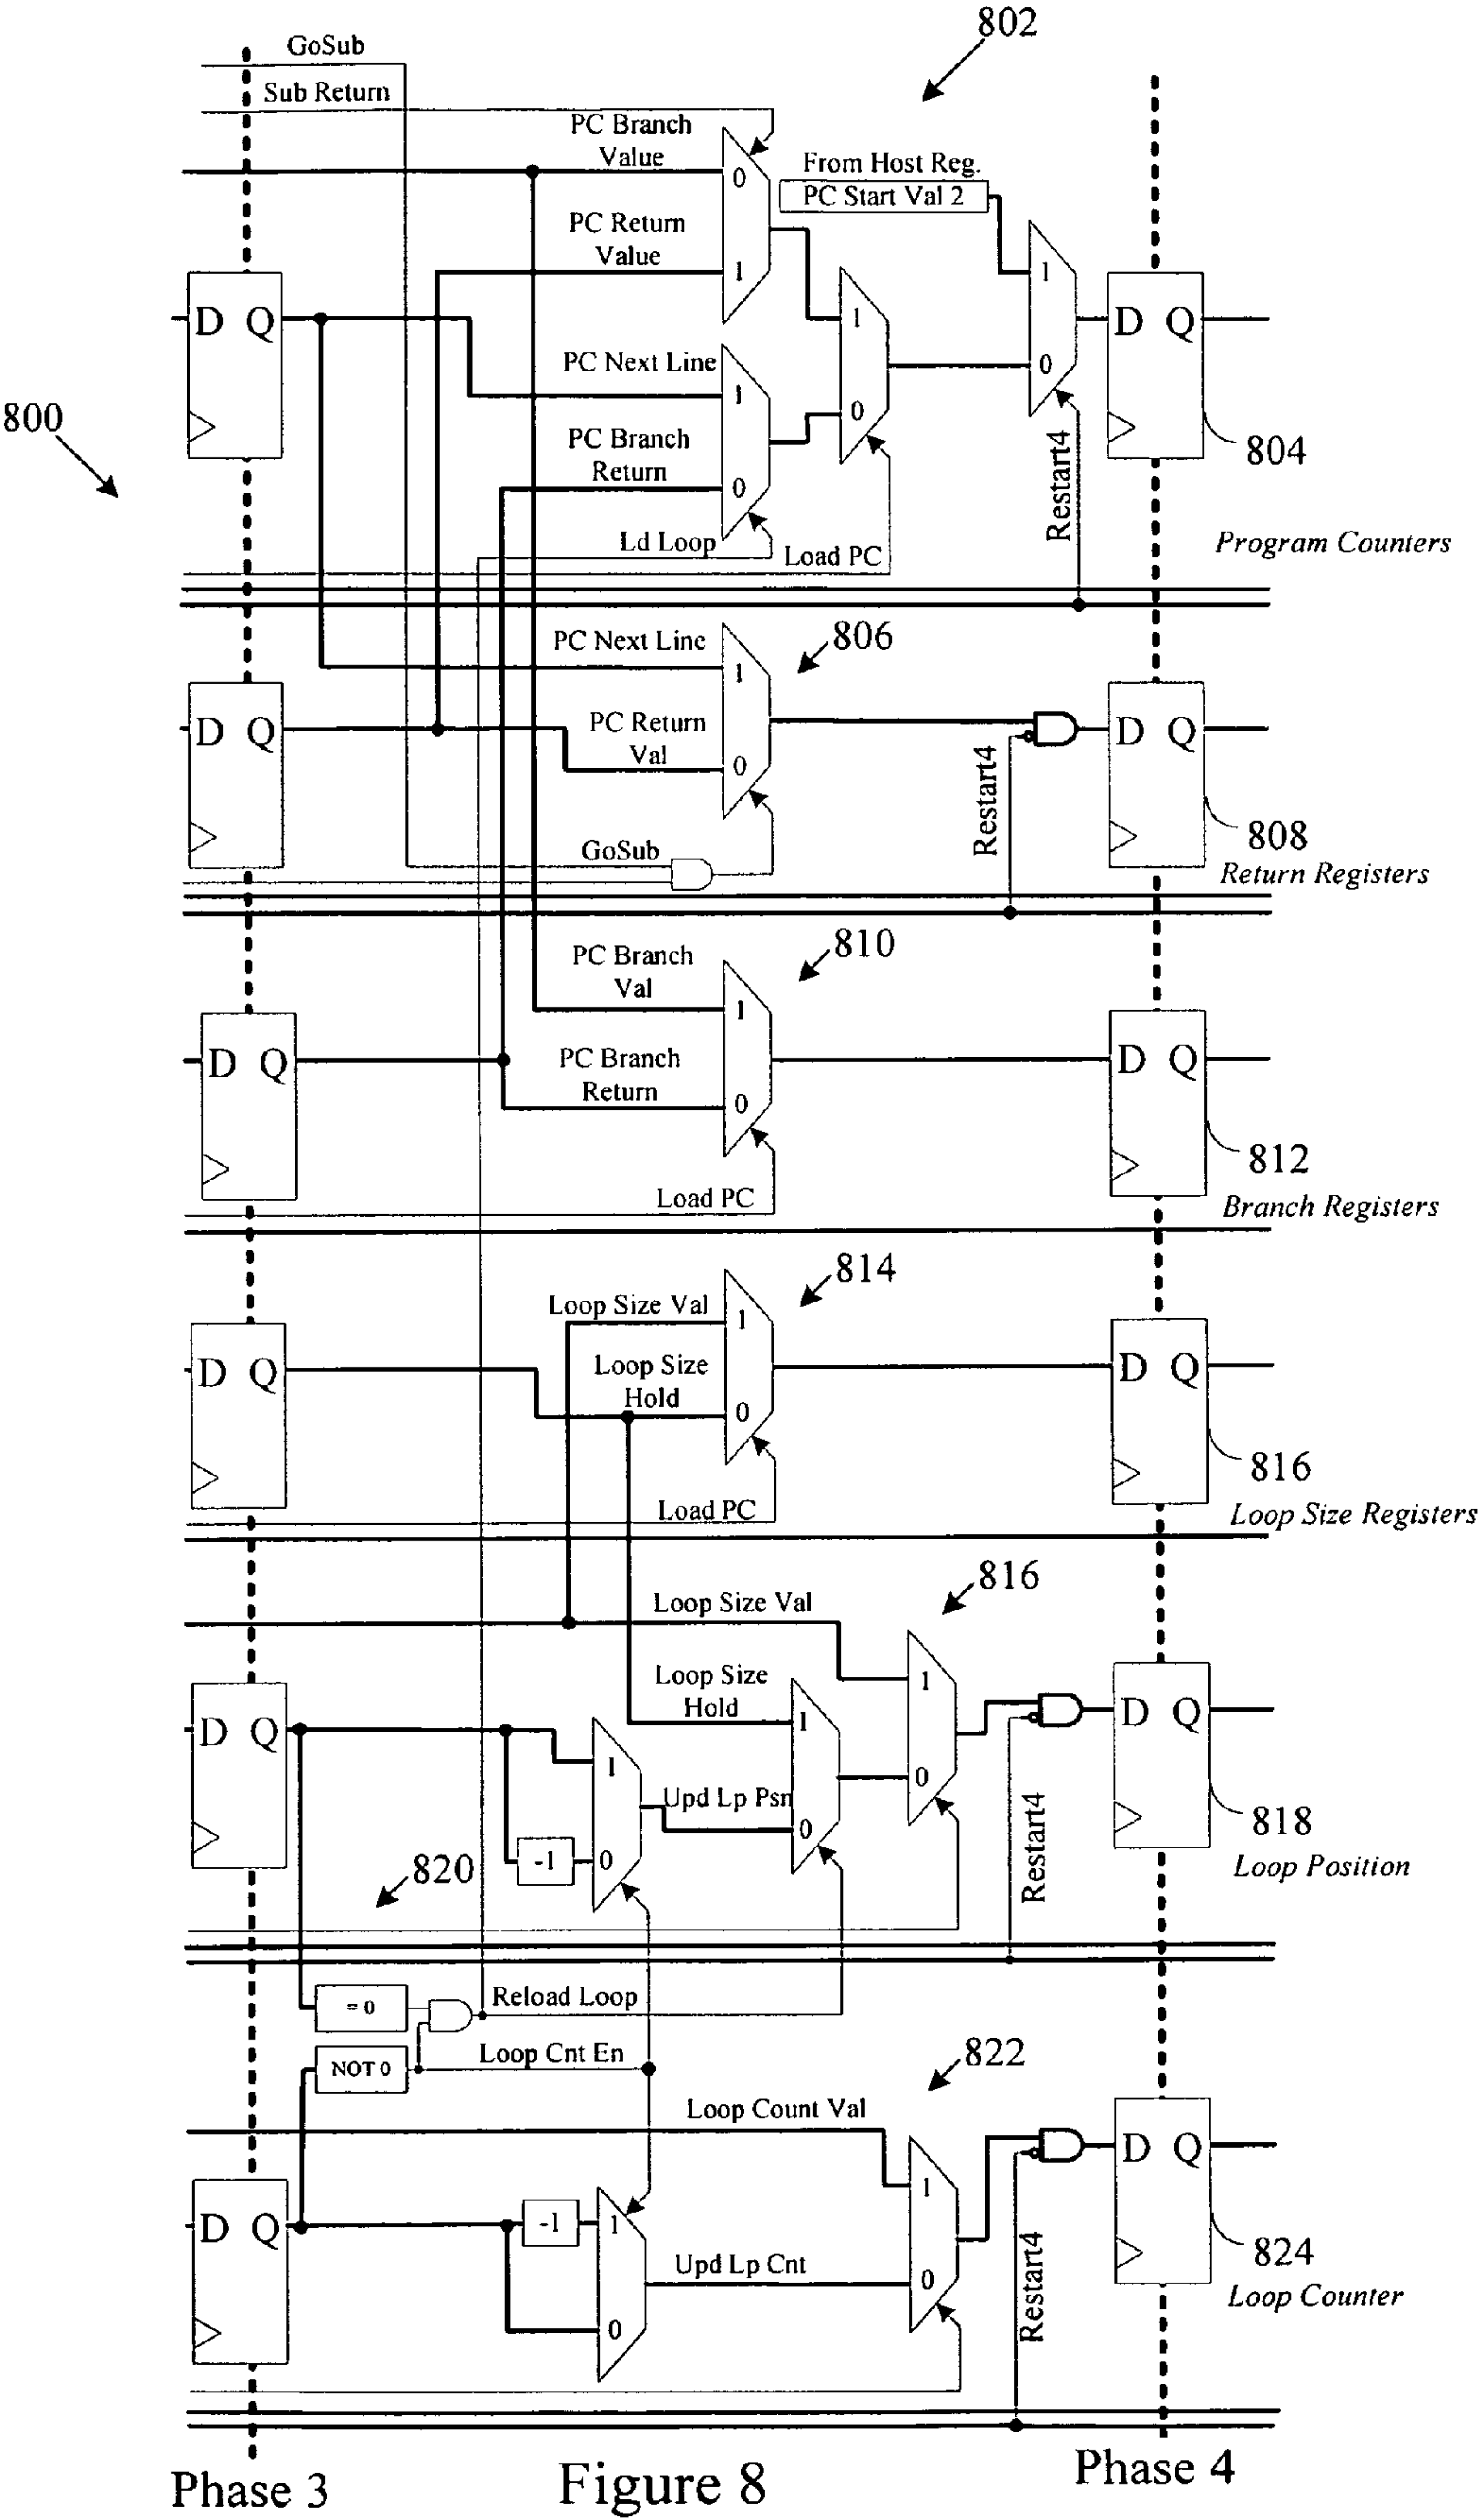 802
GoSub
Sub Return
PC Branch
Value
0
From Host Reg.
PC Start Val 2
PC Return
Value
1
1
D Q
1
D Q
PC Next Line
1
0
0
800
PC Branch
Return
0
804
Restart4
Ld Loop
Load PC
Program Counters
PC Next Line
1
806
D Q
PC Return
Val
0
D Q
Restart4
GoSub
808
Return Registers
PC Branch
Val
1
810
D Q
PC Branch
Return
0
D Q
812
Load PC
Branch Registers
814
Loop Size Val
1
D Q
Loop Size
Hold
0
D Q
816
Load PC
Loop Size Registers
816
Loop Size Val
Loop Size
Hold
1
1
D Q
1
D Q
Upd Lp Psn
0
0
-1
0
818
Loop Position
820
Restart4
= 0
Reload Loop
NOT 0
Loop Cnt En
822
Loop Count Val
D Q
1
D Q
-1
1
Upd Lp Cnt
0
0
824
Loop Counter
Restart4
Phase 3
Figure 8
Phase 4